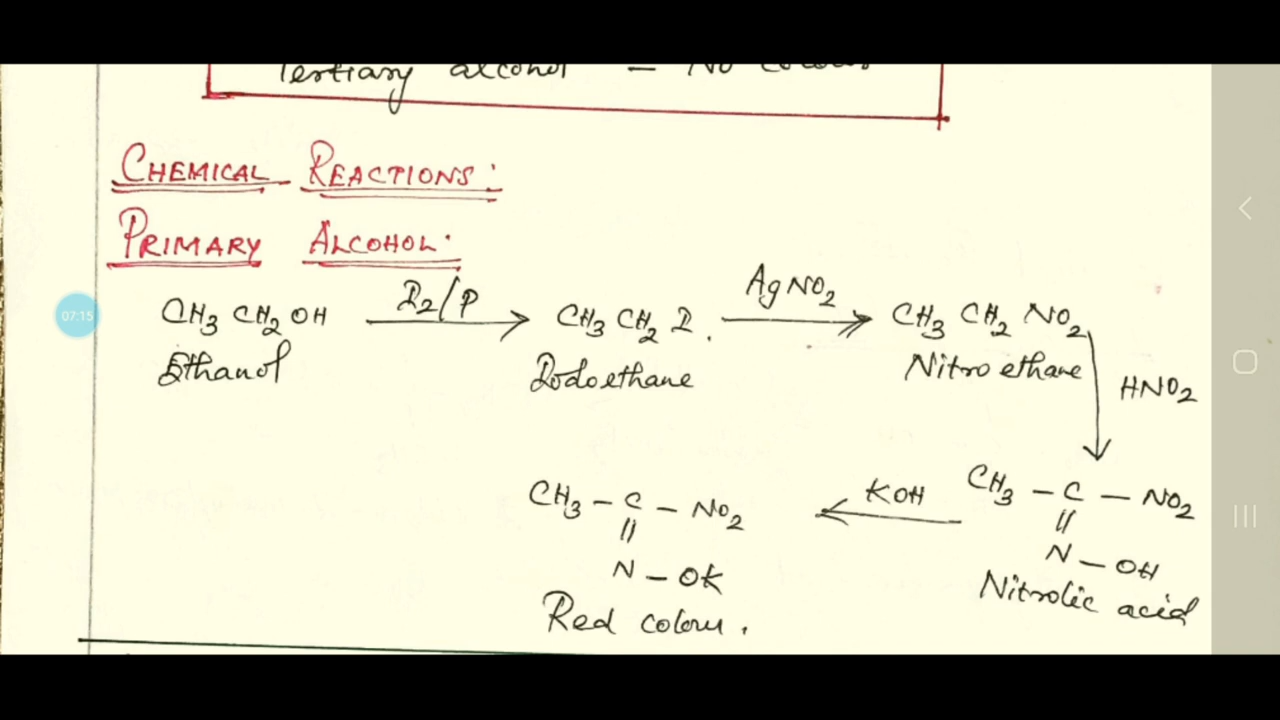 Tertiary alcohol – No colour
CHEMICAL REACTIONS:
PRIMARY ALCOHOL:
CH3 CH2 OH I2/P CH3 CH2 I. AgNO2 CH3 CH2 NO2
Ethanol Iodoethane Nitro ethane
HNO2
CH3 – C – NO2 KOH CH3 – C – NO2
||
N – OK
||
N – OH
Red colour.
Nitrolic acid
07:15